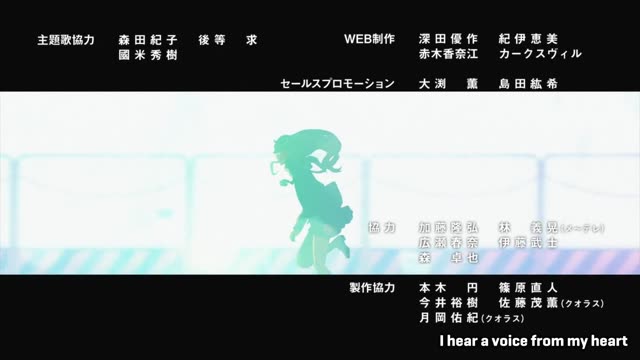 主題歌協力 森田紀子 後等 求
國米秀樹
WEB制作 深田優作 紀伊恵美
赤木香奈江 カークスヴィル
セールスプロモーション 大渕 薫 島田紘希
協力 加藤隆弘 林 義晃(メ〜テレ)
広瀬春奈 伊藤武士
森 卓也
製作協力 本木 円 篠原直人
今井裕樹 佐藤茂薫(クオラス)
月岡佑紀(クオラス)
I hear a voice from my heart